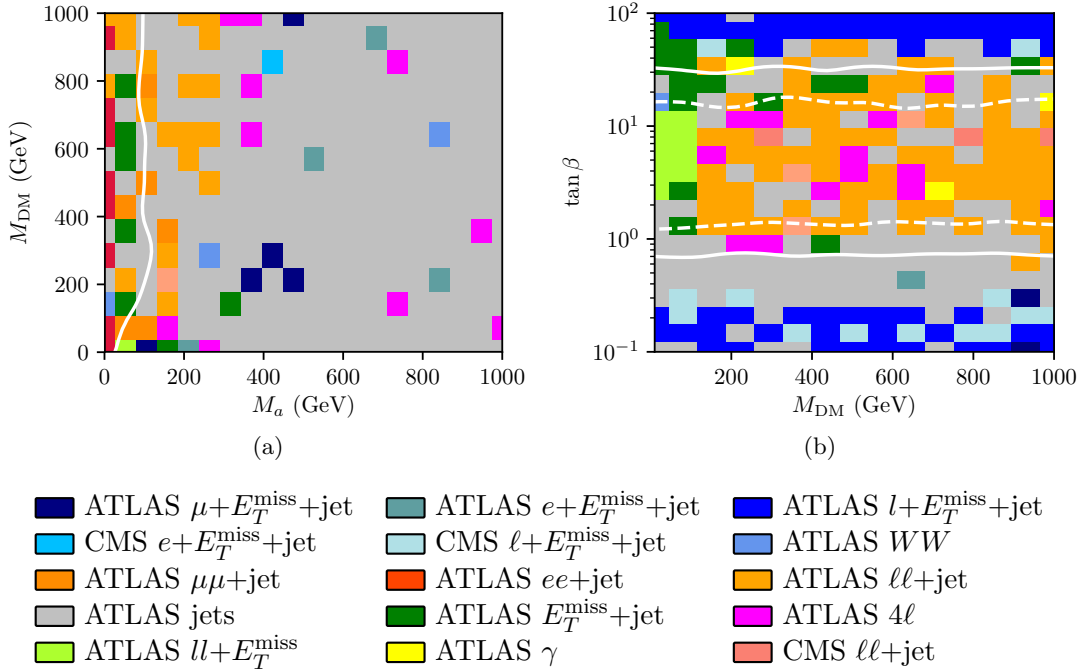 1000
800
600
400
200
0
M_DM (GeV)
0 200 400 600 800 1000
M_a (GeV)
(a)
10^2
10^1
10^0
10^−1
tan β
200 400 600 800 1000
M_DM (GeV)
(b)
ATLAS μ+E_T^miss+jet ATLAS e+E_T^miss+jet ATLAS l+E_T^miss+jet
CMS e+E_T^miss+jet CMS ℓ+E_T^miss+jet ATLAS WW
ATLAS μμ+jet ATLAS ee+jet ATLAS ℓℓ+jet
ATLAS jets ATLAS E_T^miss+jet ATLAS 4ℓ
ATLAS ll+E_T^miss ATLAS γ CMS ℓℓ+jet